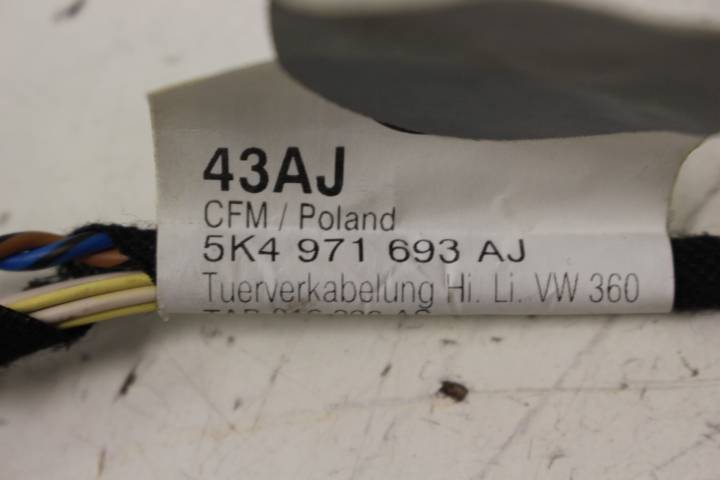 43AJ
CFM / Poland
5K4 971 693 AJ
Tuerverkabelung Hi. Li. VW 360